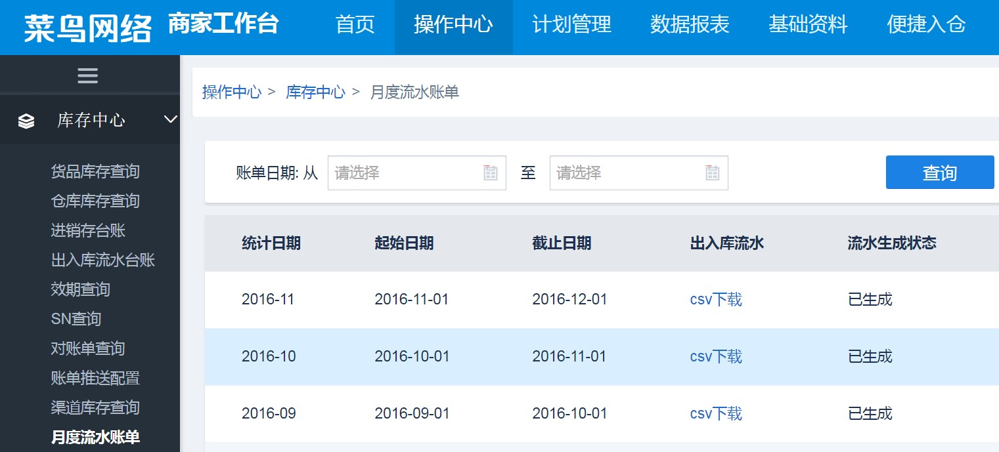 菜鸟网络 商家工作台 首页 操作中心 计划管理 数据报表 基础资料 便捷入仓
操作中心 > 库存中心 > 月度流水账单
库存中心
货品库存查询
仓库库存查询
进销存台账
出入库流水台账
效期查询
SN查询
对账单查询
账单推送配置
渠道库存查询
月度流水账单
账单日期: 从 请选择 至 请选择 查询
统计日期 起始日期 截止日期 出入库流水 流水生成状态
2016-11 2016-11-01 2016-12-01 csv下载 已生成
2016-10 2016-10-01 2016-11-01 csv下载 已生成
2016-09 2016-09-01 2016-10-01 csv下载 已生成